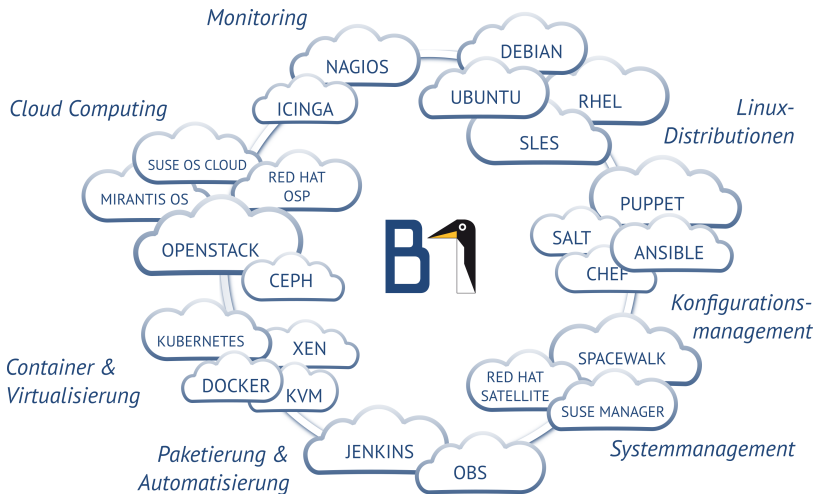 Monitoring
NAGIOS
ICINGA
DEBIAN
UBUNTU
RHEL
SLES
Linux-
Distributionen
Cloud Computing
SUSE OS CLOUD
MIRANTIS OS
RED HAT
OSP
OPENSTACK
CEPH
B1
PUPPET
SALT
ANSIBLE
CHEF
Konfigurations-
management
KUBERNETES
XEN
DOCKER
KVM
Container &
Virtualisierung
SPACEWALK
RED HAT
SATELLITE
SUSE MANAGER
Systemmanagement
JENKINS
OBS
Paketierung &
Automatisierung